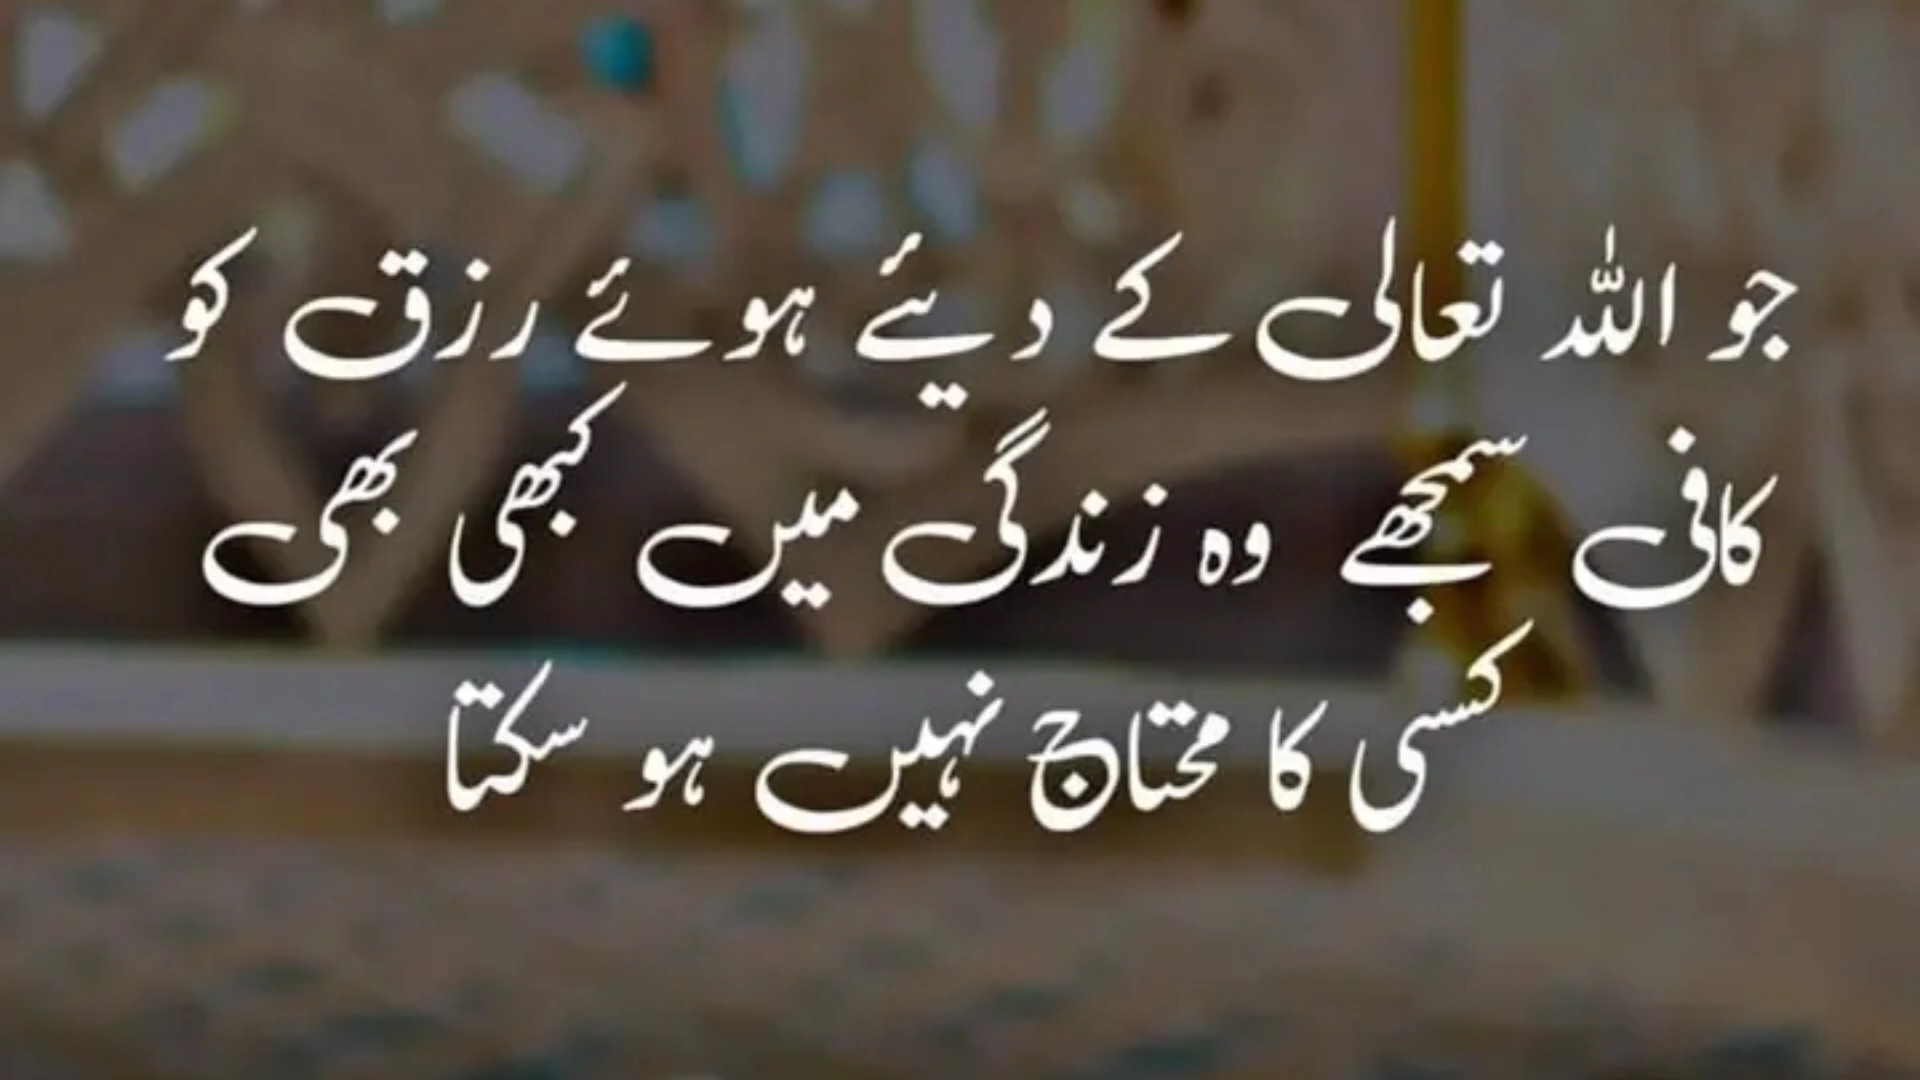 جو اللہ تعالی کے دیئے ہوئے رزق کو
کافی سمجھے وہ زندگی میں کبھی بھی
کسی کا محتاج نہیں ہو سکتا